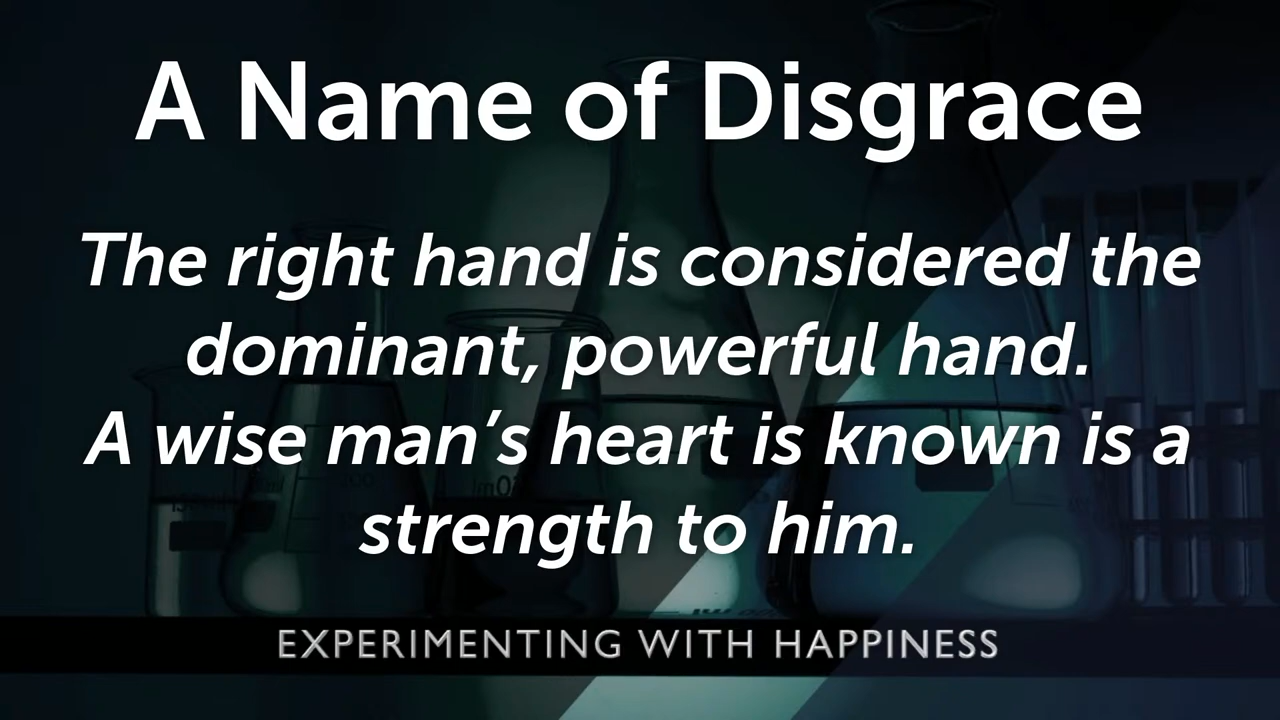 A Name of Disgrace
The right hand is considered the
dominant, powerful hand.
A wise man’s heart is known is a
strength to him.
EXPERIMENTING WITH HAPPINESS